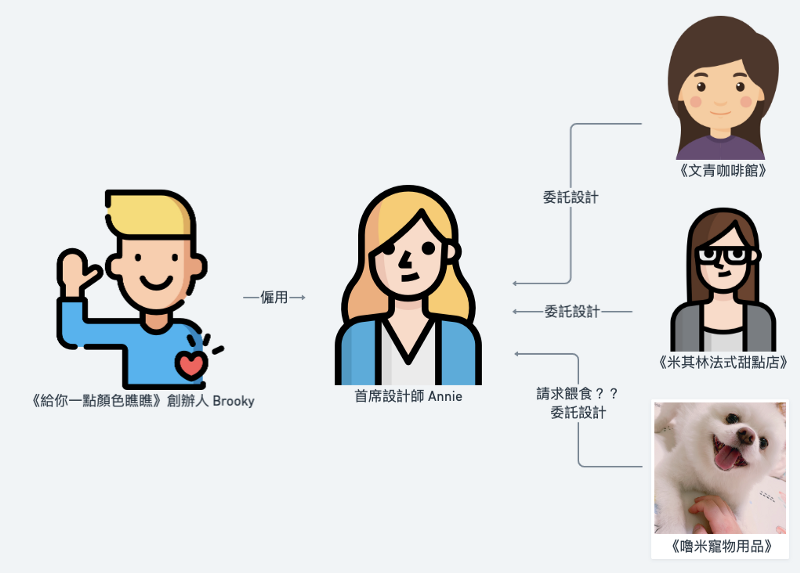 《給你一點顏色瞧瞧》創辦人 Brooky
僱用
首席設計師 Annie
委託設計
《文青咖啡館》
委託設計
《米其林法式甜點店》
請求餵食？？
委託設計
《嚕米寵物用品》